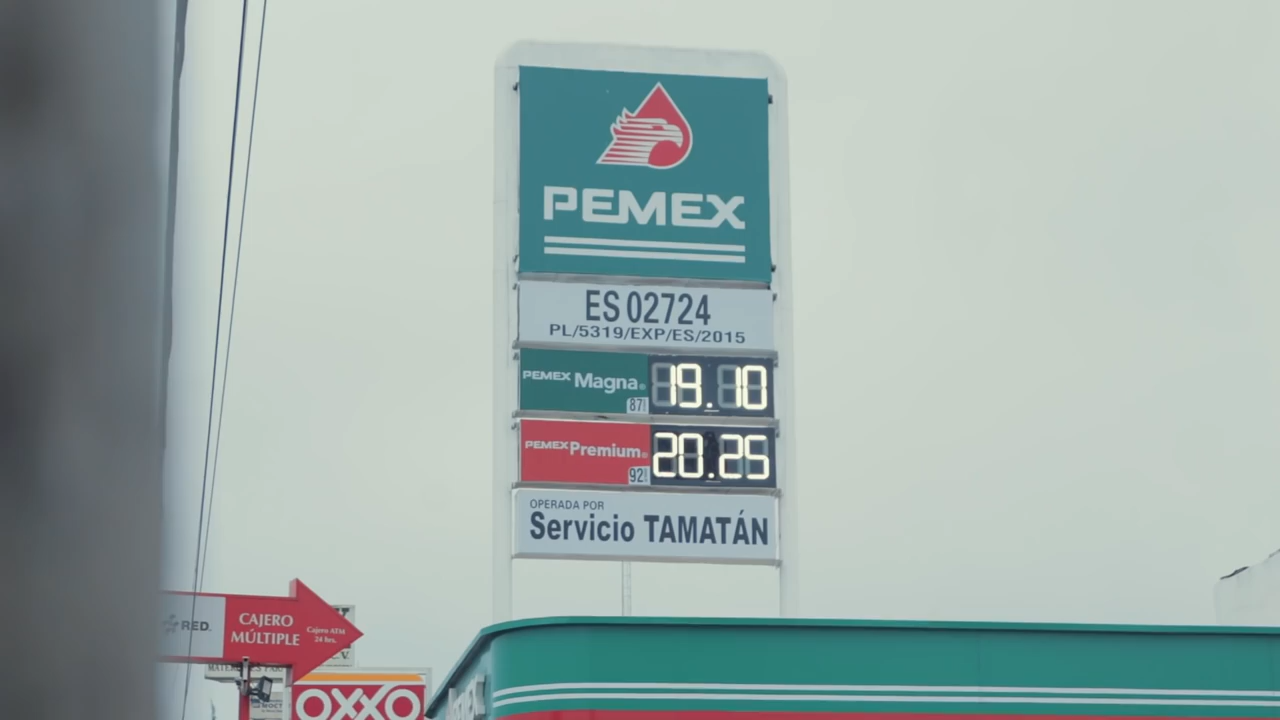 PEMEX
ES 02724
PL/5319/EXP/ES/2015
PEMEX Magna 19.10
87
PEMEX Premium 20.25
92
OPERADA POR
Servicio TAMATÁN
RED.
CAJERO
MÚLTIPLE
Cajero ATM
24 hrs.
OXXO